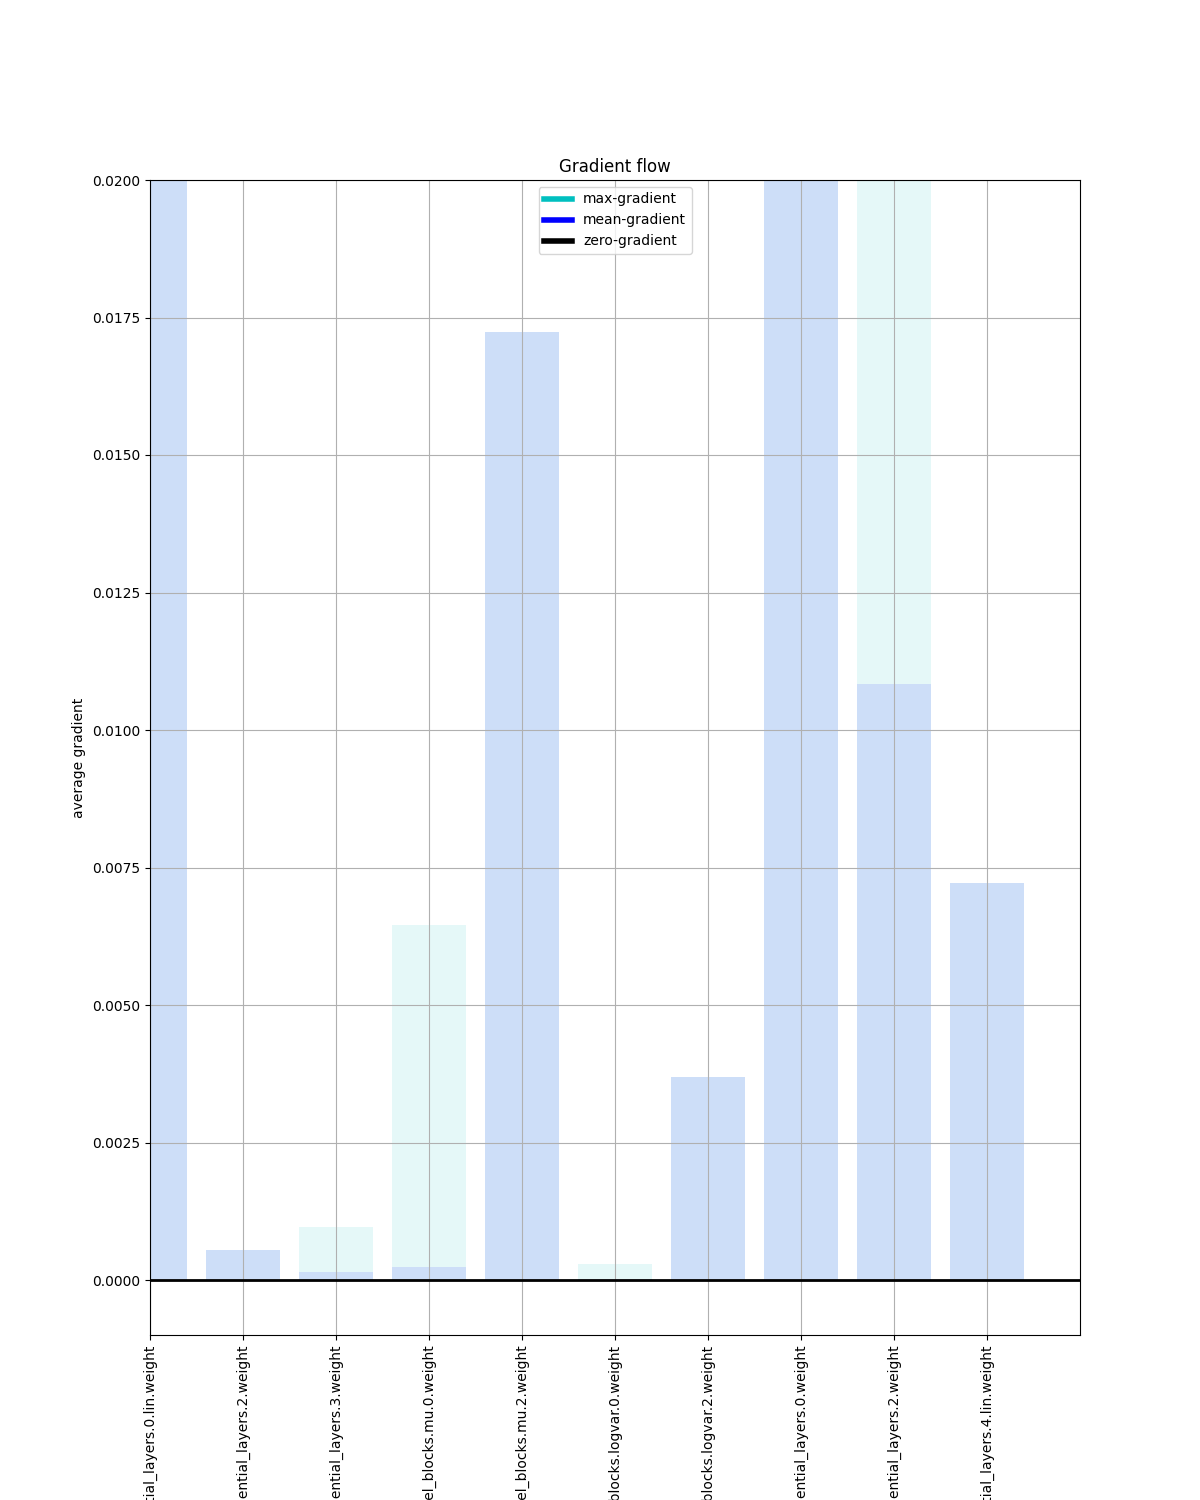 Gradient flow
max-gradient
mean-gradient
zero-gradient
0.0200
0.0175
0.0150
0.0125
0.0100
0.0075
0.0050
0.0025
0.0000
average gradient
tial_layers.0.lin.weight
ential_layers.2.weight
ential_layers.3.weight
el_blocks.mu.0.weight
el_blocks.mu.2.weight
blocks.logvar.0.weight
blocks.logvar.2.weight
ential_layers.0.weight
ential_layers.2.weight
tial_layers.4.lin.weight